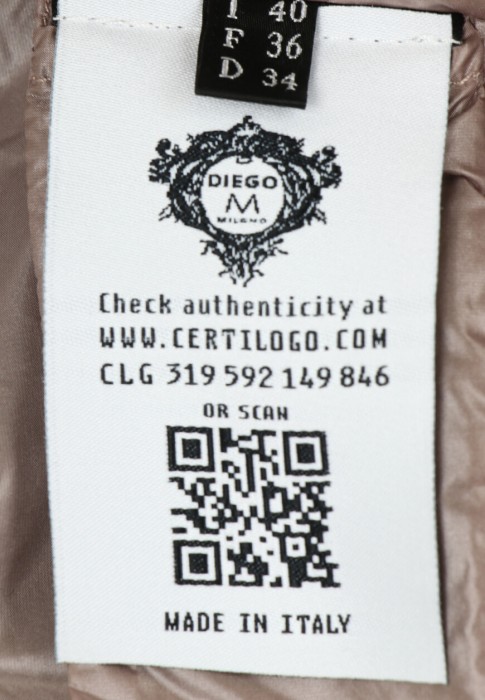 I 40
F 36
D 34
DIEGO
M
MILANO
Check authenticity at
WWW.CERTILOGO.COM
CLG 319 592 149 846
OR SCAN
MADE IN ITALY